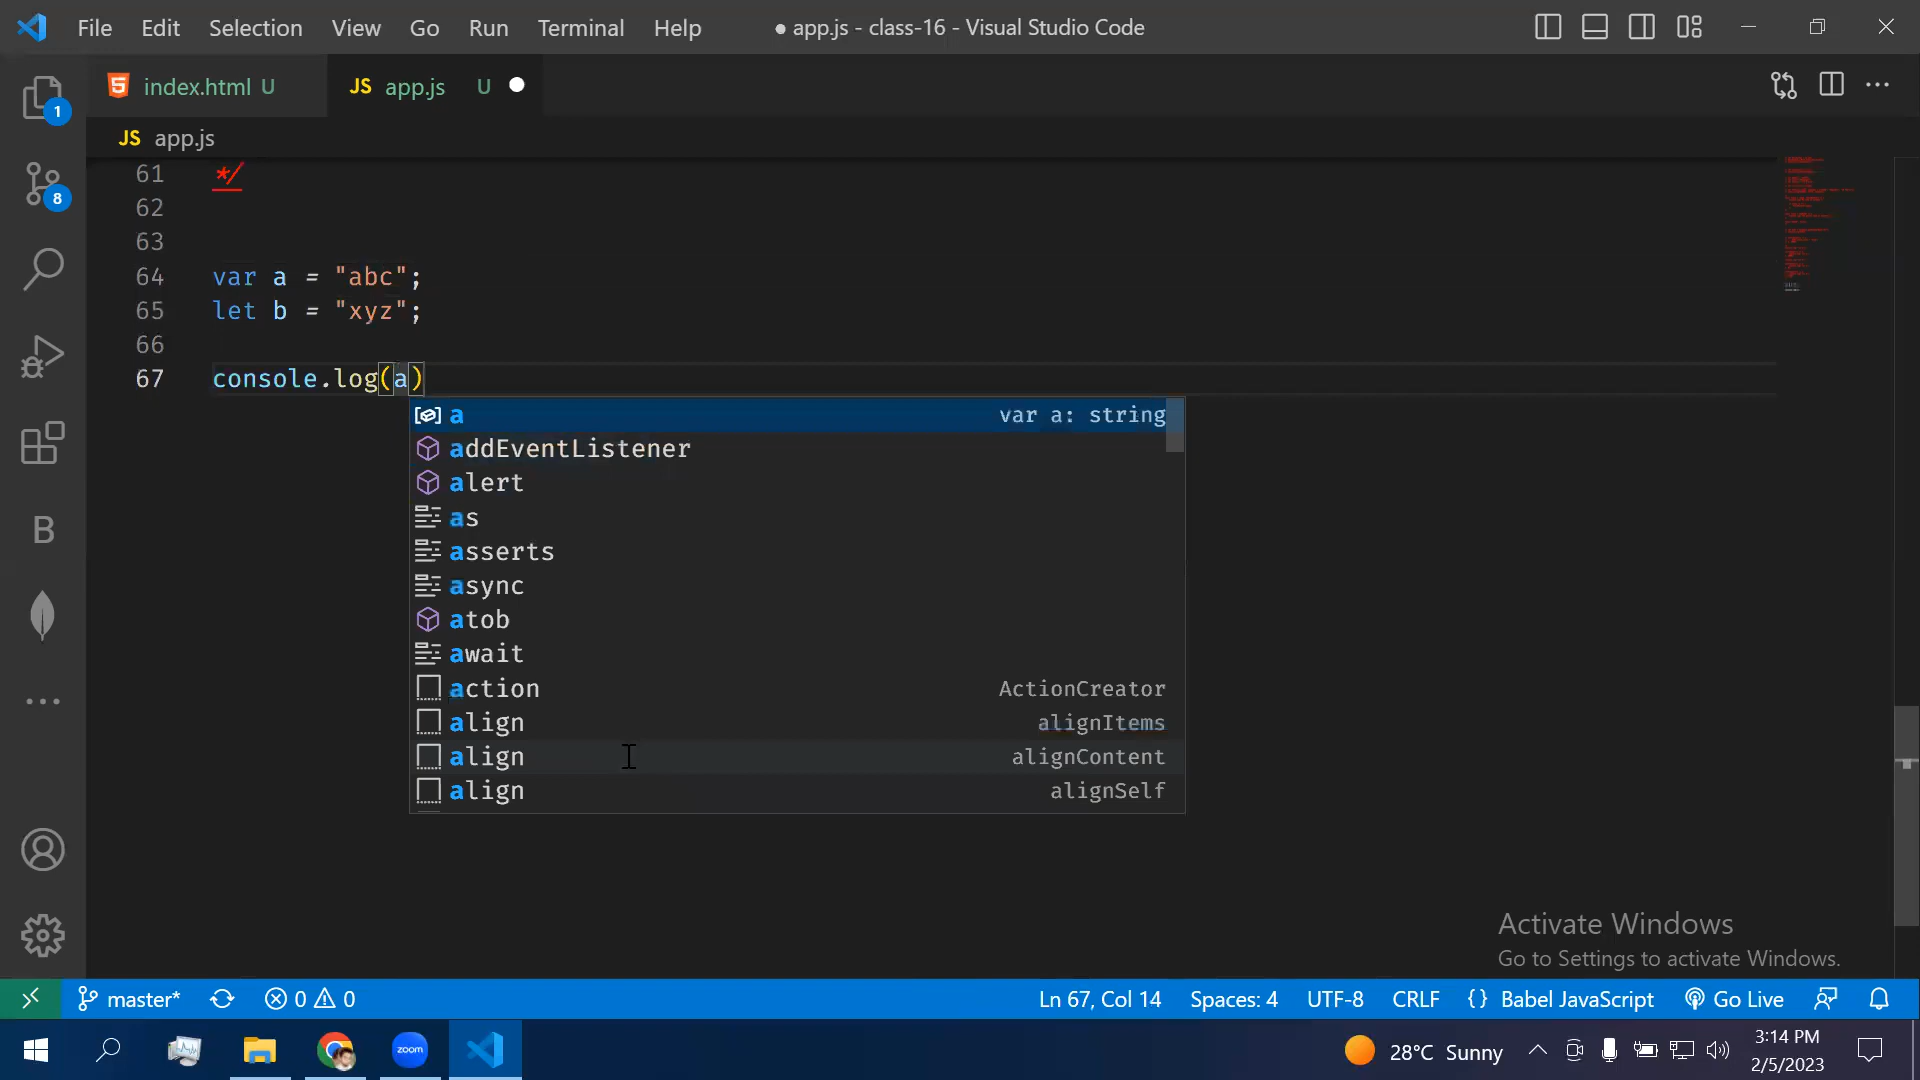 File Edit Selection View Go Run Terminal Help ● app.js - class-16 - Visual Studio Code
index.html U JS app.js U
JS app.js
61 */
62
63
64 var a = "abc";
65 let b = "xyz";
66
67 console.log(a)
a var a: string
addEventListener
alert
as
asserts
async
atob
await
action ActionCreator
align alignItems
align alignContent
align alignSelf
1
8
B
Activate Windows
Go to Settings to activate Windows.
master* 0 0 Ln 67, Col 14 Spaces: 4 UTF-8 CRLF {} Babel JavaScript Go Live
zoom 28°C Sunny 3:14 PM
2/5/2023